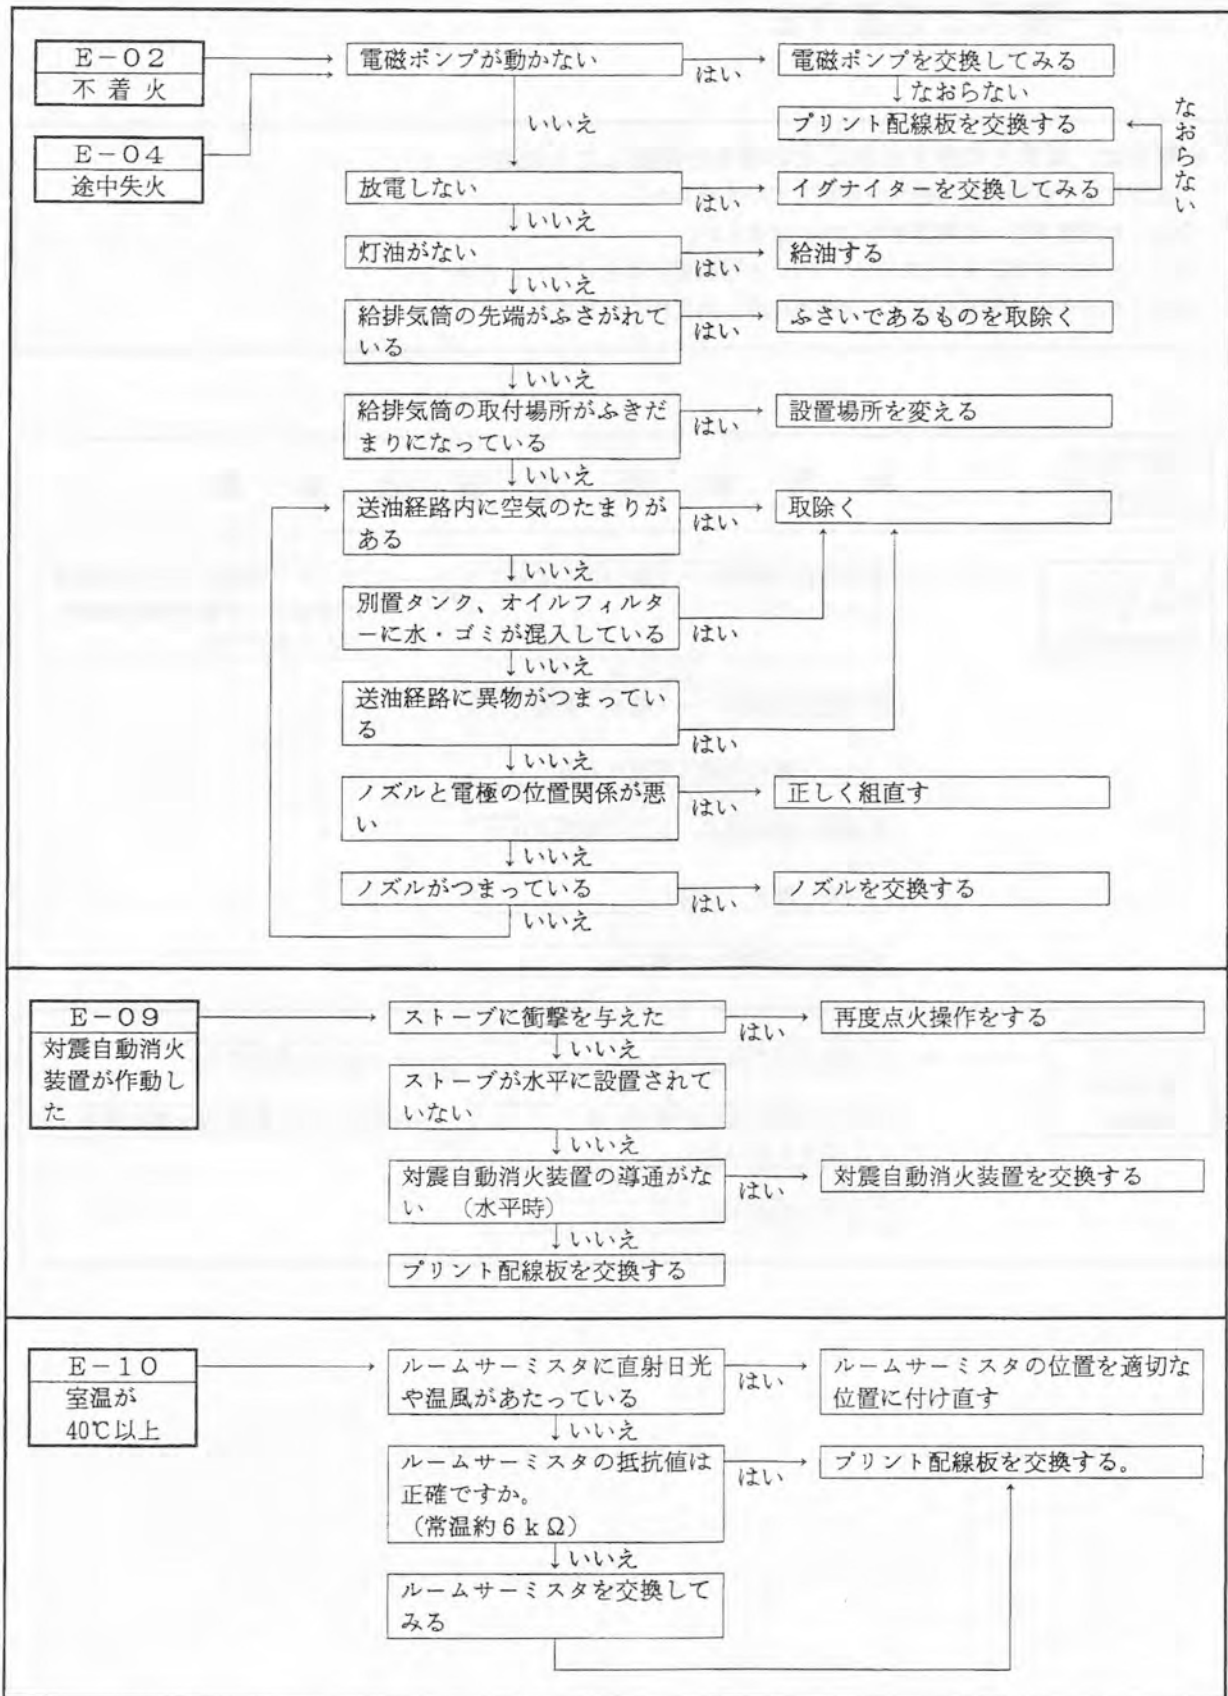 E-02
不着火
電磁ポンプが動かない
はい
電磁ポンプを交換してみる
なおらない
プリント配線板を交換する
なおらない
いいえ
E-04
途中失火
放電しない
はい
イグナイターを交換してみる
いいえ
灯油がない
はい
給油する
いいえ
給排気筒の先端がふさがれて
いる
はい
ふさいであるものを取除く
いいえ
給排気筒の取付場所がふきだ
まりになっている
はい
設置場所を変える
いいえ
送油経路内に空気のたまりが
ある
はい
取除く
いいえ
別置タンク、オイルフィルタ
ーに水・ゴミが混入している
はい
いいえ
送油経路に異物がつまってい
る
はい
いいえ
ノズルと電極の位置関係が悪
い
はい
正しく組直す
いいえ
ノズルがつまっている
はい
ノズルを交換する
いいえ
E-09
対震自動消火
装置が作動し
た
ストーブに衝撃を与えた
はい
再度点火操作をする
いいえ
ストーブが水平に設置されて
いない
いいえ
対震自動消火装置の導通がな
い (水平時)
はい
対震自動消火装置を交換する
いいえ
プリント配線板を交換する
E-10
室温が
40℃以上
ルームサーミスタに直射日光
や温風があたっている
はい
ルームサーミスタの位置を適切な
位置に付け直す
いいえ
ルームサーミスタの抵抗値は
正確ですか。
(常温約6kΩ)
はい
プリント配線板を交換する。
いいえ
ルームサーミスタを交換して
みる